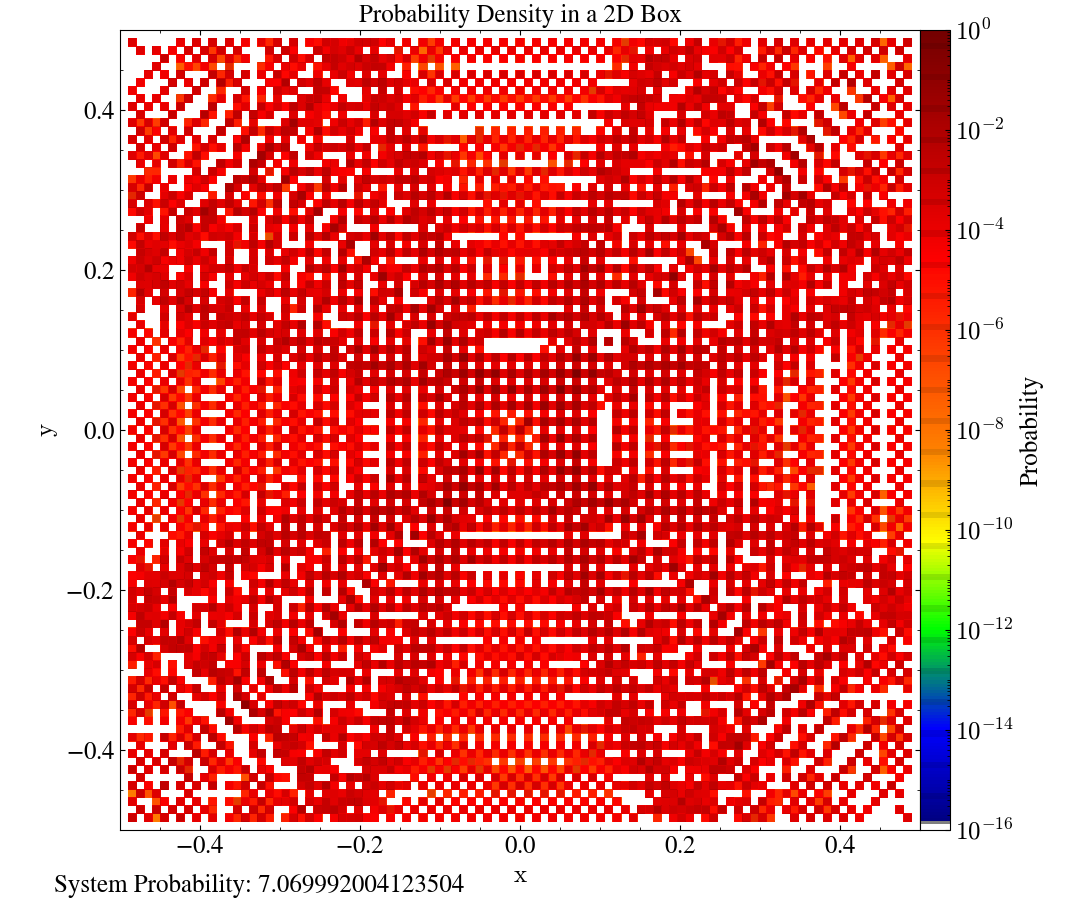 Probability Density in a 2D Box
10⁰
10⁻²
10⁻⁴
10⁻⁶
10⁻⁸
10⁻¹⁰
10⁻¹²
10⁻¹⁴
10⁻¹⁶
Probability
0.4
0.2
0.0
−0.2
−0.4
y
−0.4 −0.2 0.0 0.2 0.4
x
System Probability: 7.069992004123504